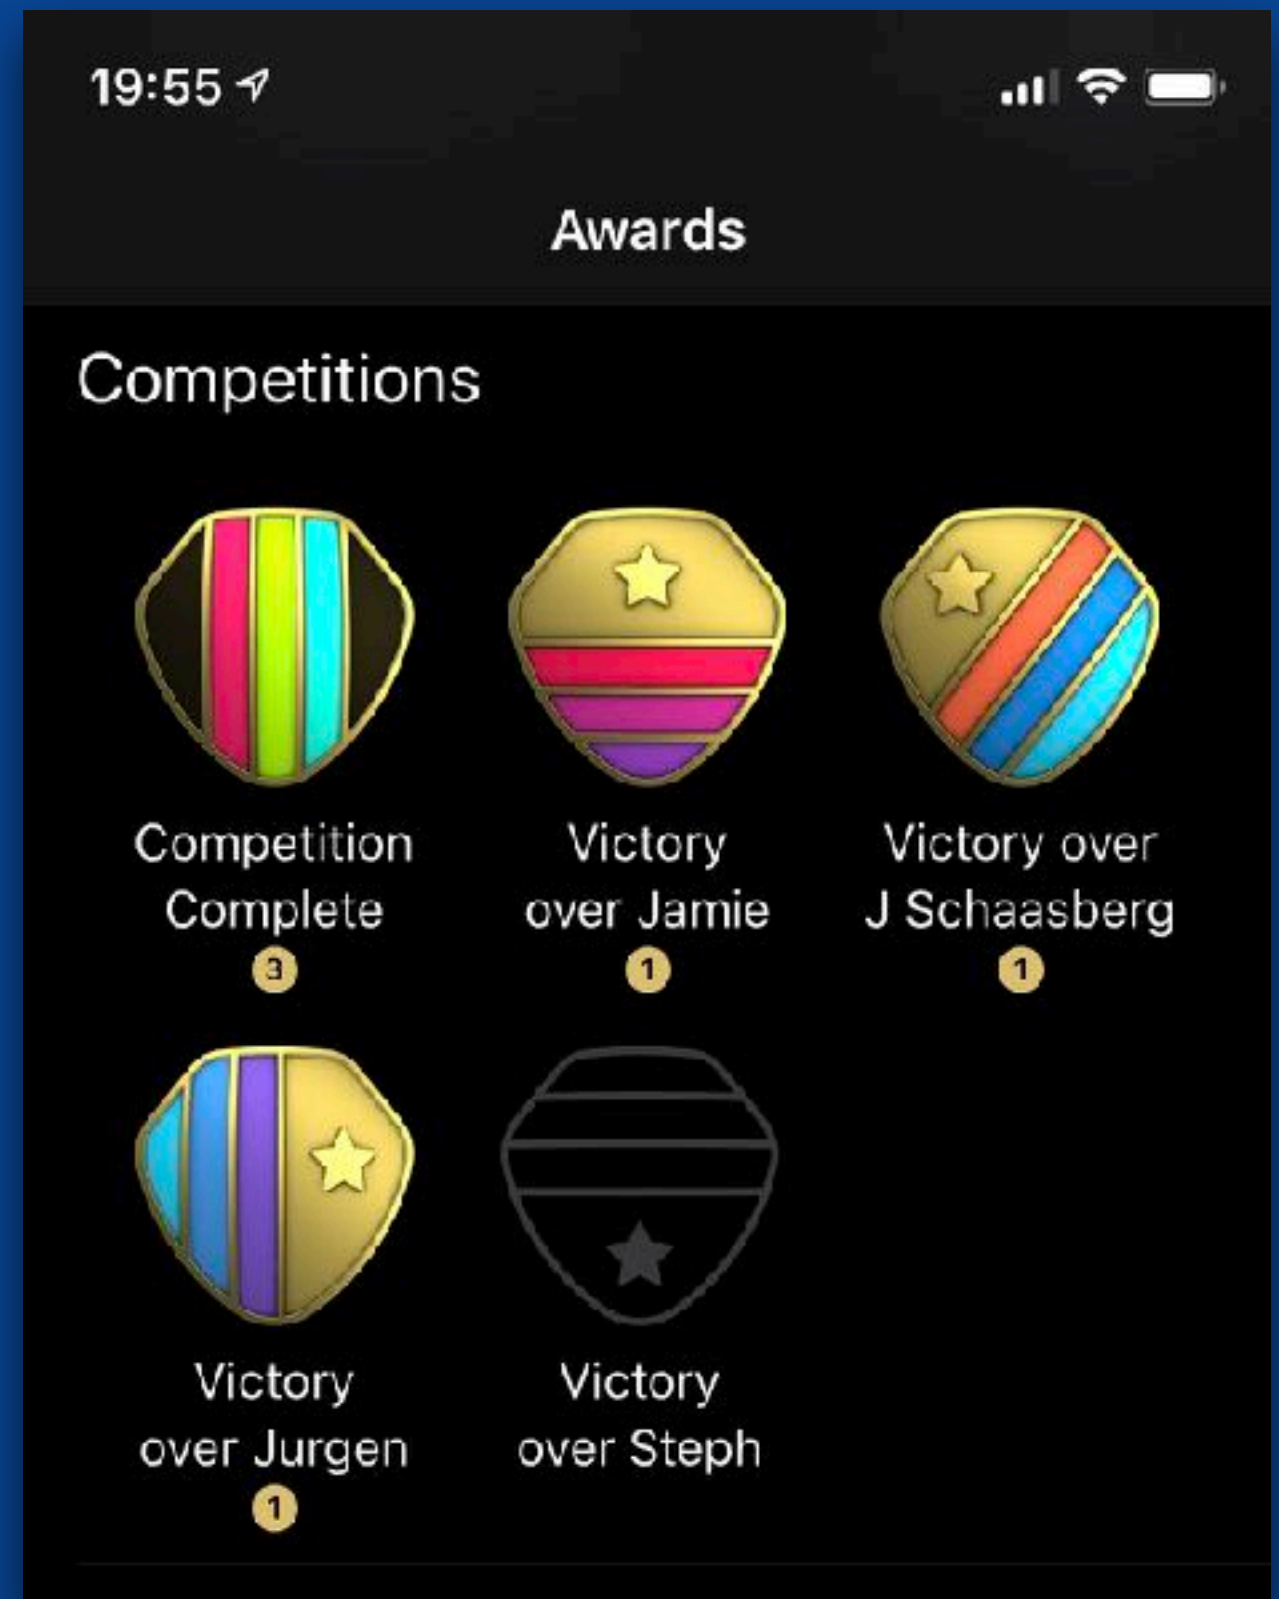 19:55
Awards
Competitions
Competition
Complete
3
Victory
over Jamie
1
Victory over
J Schaasberg
1
Victory
over Jurgen
1
Victory
over Steph